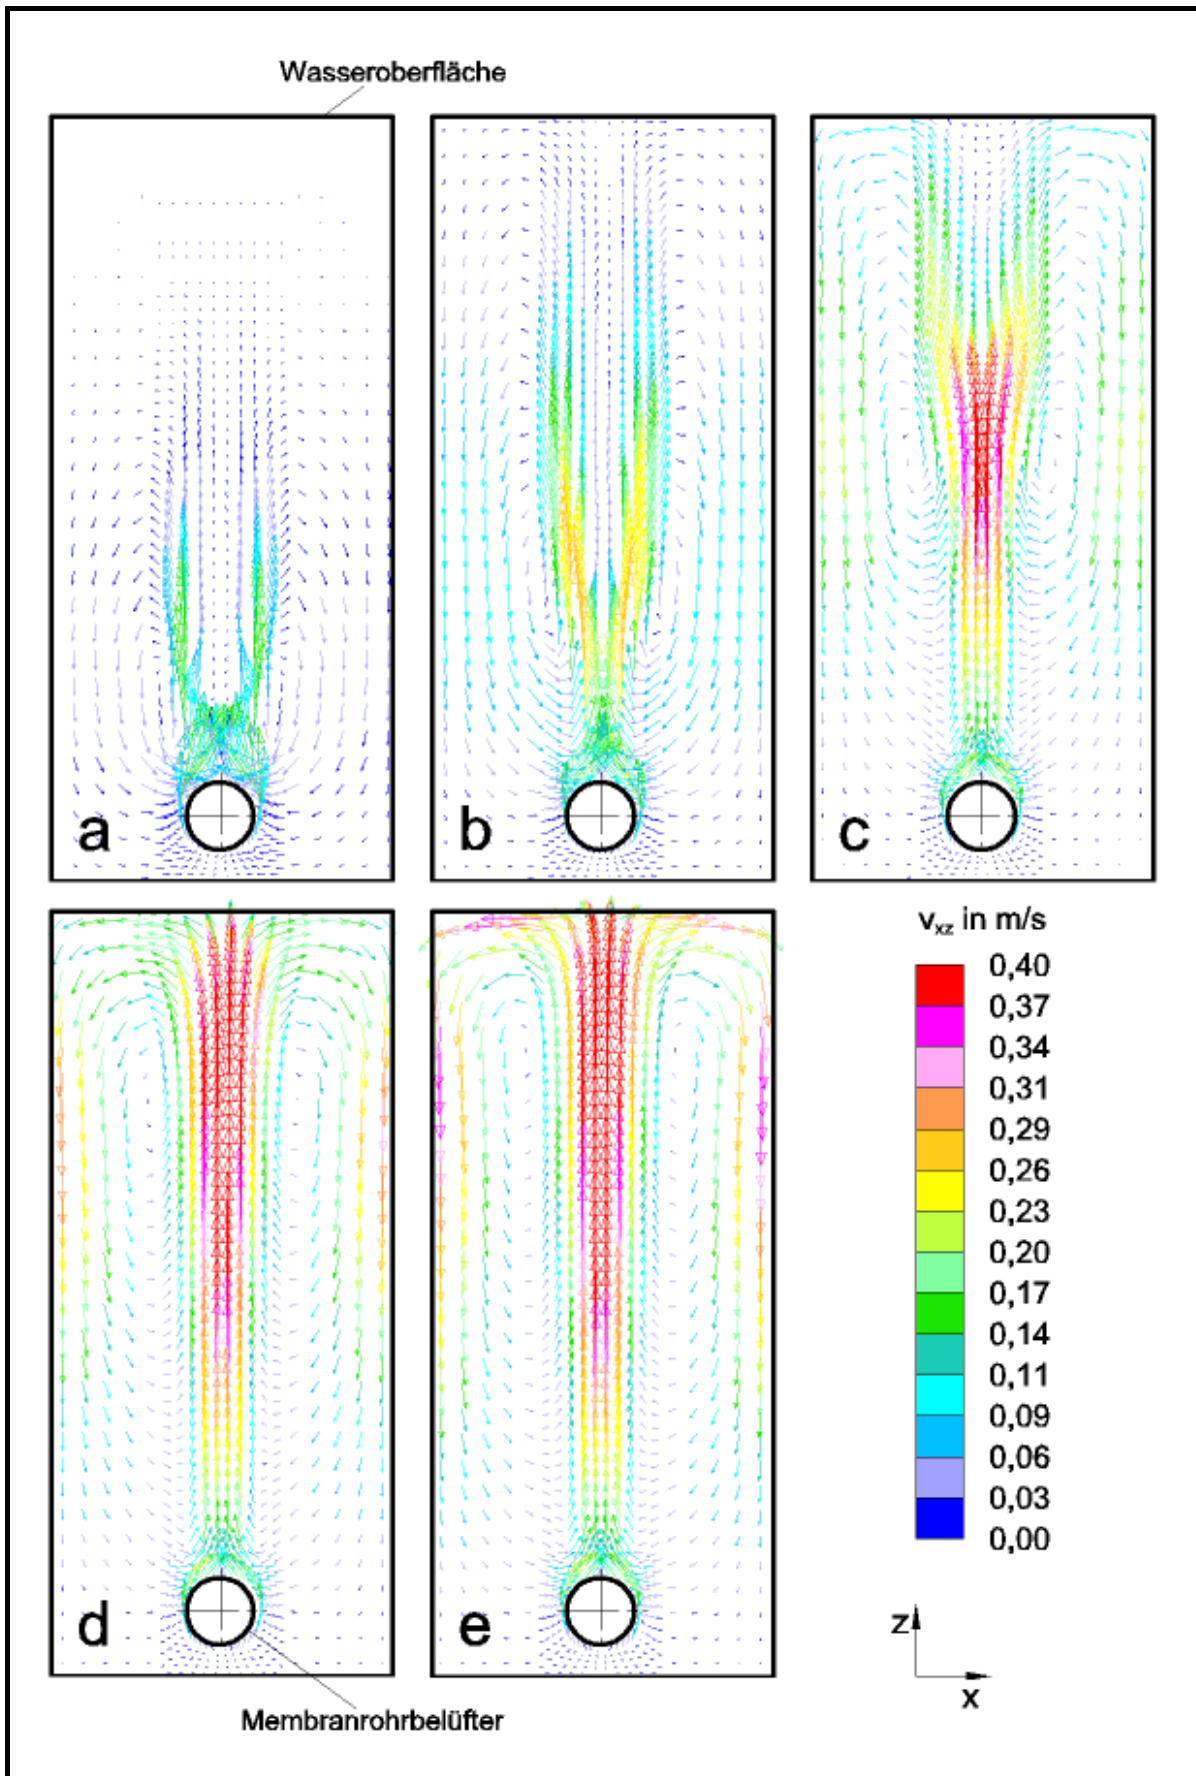 Wasseroberfläche
a
b
c
d
e
v_xz in m/s
0,40
0,37
0,34
0,31
0,29
0,26
0,23
0,20
0,17
0,14
0,11
0,09
0,06
0,03
0,00
z
x
Membranrohrbelüfter